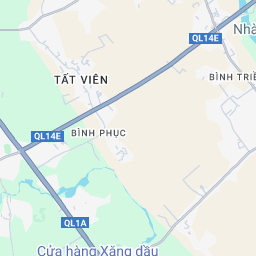 Nhà
QL14E
TẤT VIÊN
BÌNH TRIỀ
QL14E
BÌNH PHỤC
QL1A
Cửa hàng Xăng dầu